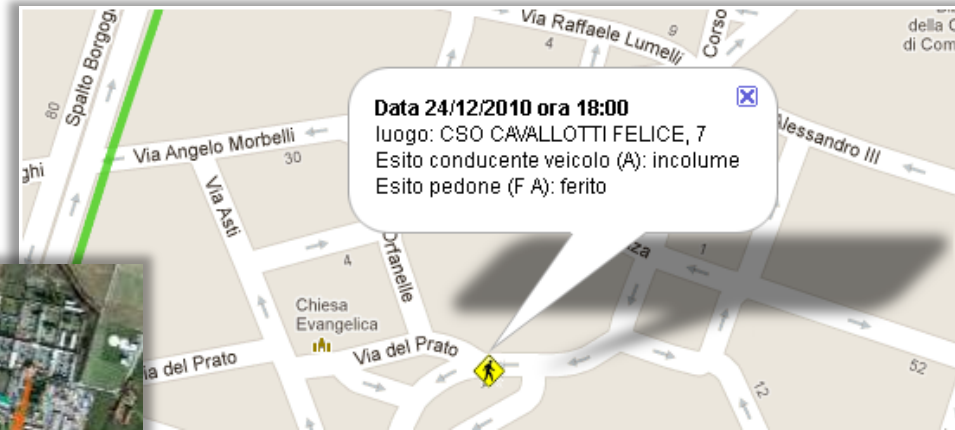 Via Raffaele Lumelli
9
4
Corso
della
di Com
Spalto Borgog
80
Data 24/12/2010 ora 18:00
luogo: CSO CAVALLOTTI FELICE, 7
Esito conducente veicolo (A): incolume
Esito pedone (F A): ferito
Alessandro III
Via Angelo Morbelli
30
ghi
Via Asti
Orfanelle
4
nza
1
Chiesa
Evangelica
Via del Prato
ia del Prato
52
12